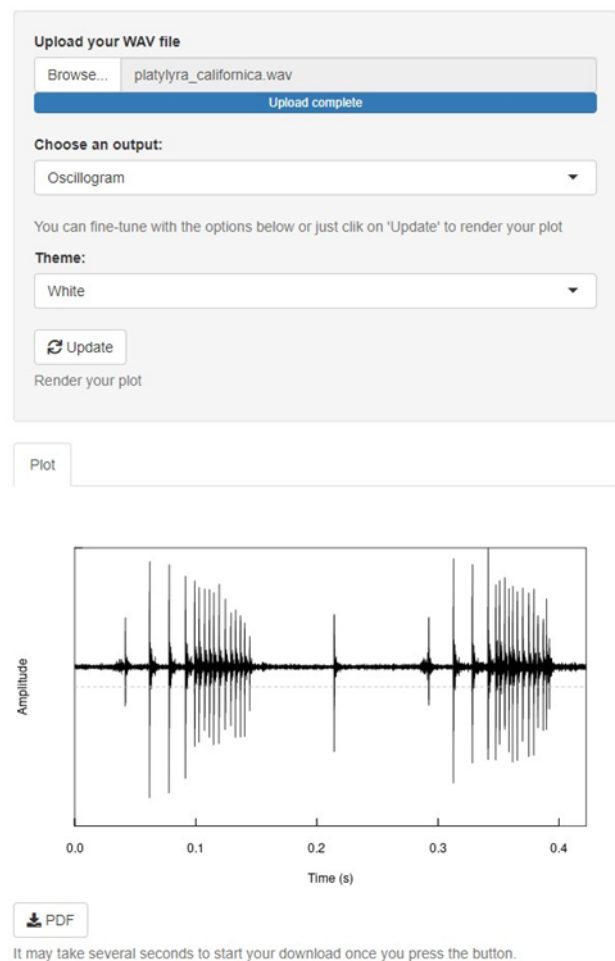 Upload your WAV file
Browse... platylyra_californica.wav
Upload complete
Choose an output:
Oscillogram
You can fine-tune with the options below or just clik on 'Update' to render your plot
Theme:
White
Update
Render your plot
Plot
Amplitude
0.0 0.1 0.2 0.3 0.4
Time (s)
PDF
It may take several seconds to start your download once you press the button.